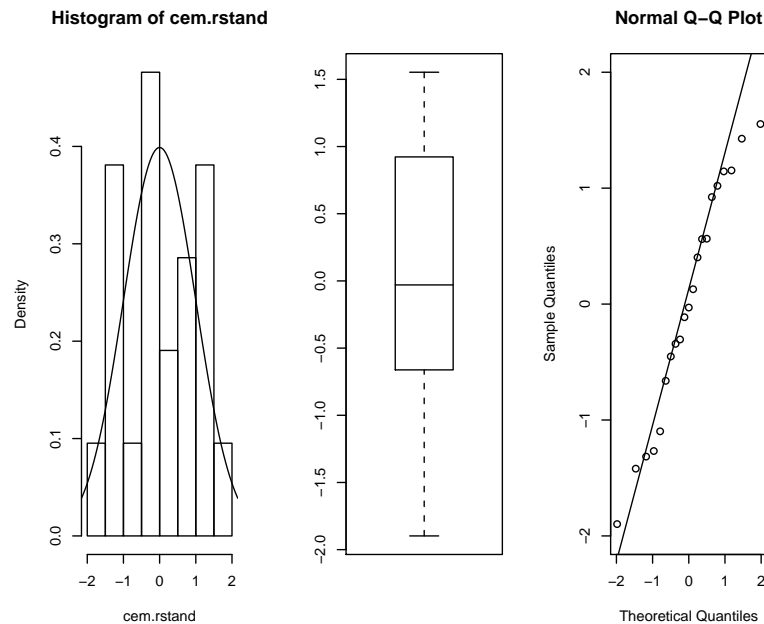 Histogram of cem.rstand
Density
0.0
0.1
0.2
0.3
0.4
−2 −1 0 1 2
cem.rstand
−2.0
−1.5
−1.0
−0.5
0.0
0.5
1.0
1.5
Normal Q−Q Plot
Sample Quantiles
−2
−1
0
1
2
−2 −1 0 1 2
Theoretical Quantiles